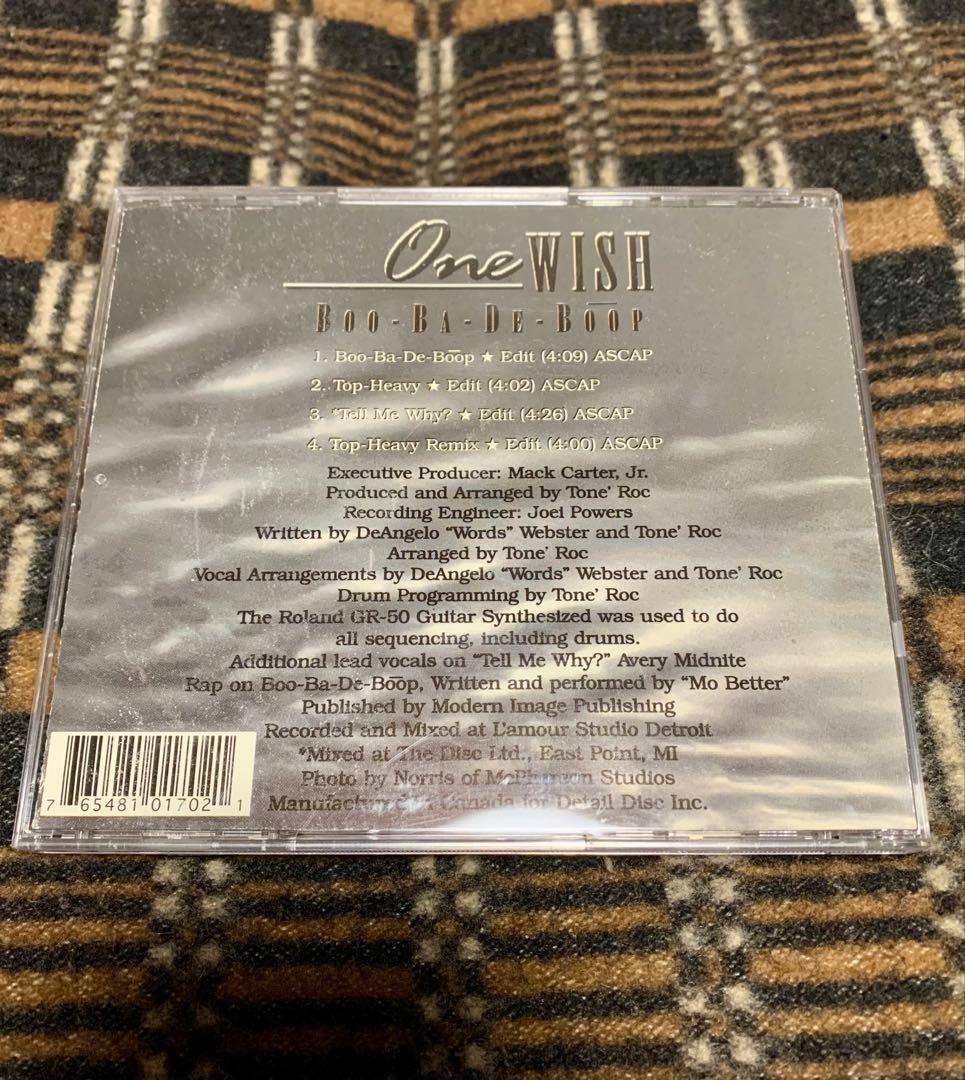 One WISH
BOO-BA-DE-BŌŌP
1. Boo-Ba-De-Bōōp ★ Edit (4:09) ASCAP
2. Top-Heavy ★ Edit (4:02) ASCAP
3. *Tell Me Why? ★ Edit (4:26) ASCAP
4. Top-Heavy Remix ★ Edit (4:00) ASCAP
Executive Producer: Mack Carter, Jr.
Produced and Arranged by Tone' Roc
Recording Engineer: Joel Powers
Written by DeAngelo "Words" Webster and Tone' Roc
Arranged by Tone' Roc
Vocal Arrangements by DeAngelo "Words" Webster and Tone' Roc
Drum Programming by Tone' Roc
The Roland GR-50 Guitar Synthesized was used to do
all sequencing, including drums.
Additional lead vocals on "Tell Me Why?" Avery Midnite
Rap on Boo-Ba-De-Bōōp, Written and performed by "Mo Better"
Published by Modern Image Publishing
Recorded and Mixed at L'amour Studio Detroit
*Mixed at The Disc Ltd., East Point, MI
Photo by Norris of Studios
Manufactured in Canada for Detail Disc Inc.
7 65481 01702 1